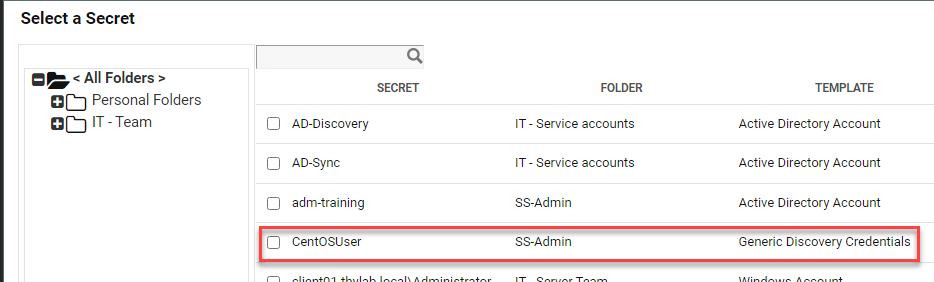 Select a Secret
< All Folders >
Personal Folders
IT - Team
SECRET FOLDER TEMPLATE
AD-Discovery IT - Service accounts Active Directory Account
AD-Sync IT - Service accounts Active Directory Account
adm-training SS-Admin Active Directory Account
CentOSUser SS-Admin Generic Discovery Credentials
client01.thylab.local\Administrator IT - Server Team Windows Account